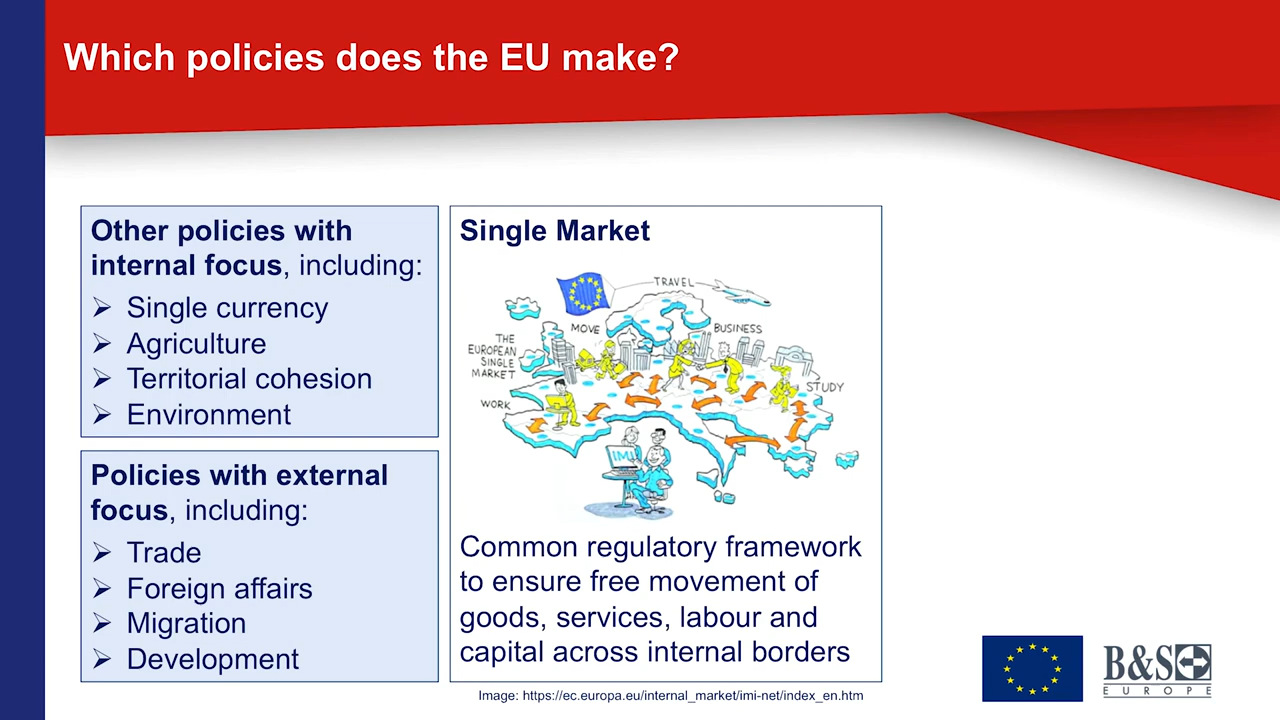 Which policies does the EU make?
Other policies with
internal focus, including:
➢ Single currency
➢ Agriculture
➢ Territorial cohesion
➢ Environment
Policies with external
focus, including:
➢ Trade
➢ Foreign affairs
➢ Migration
➢ Development
Single Market
TRAVEL
MOVE
BUSINESS
THE
EUROPEAN
SINGLE
MARKET
STUDY
WORK
IMI
Common regulatory framework
to ensure free movement of
goods, services, labour and
capital across internal borders
Image: https://ec.europa.eu/internal_market/imi-net/index_en.htm
B&S
EUROPE